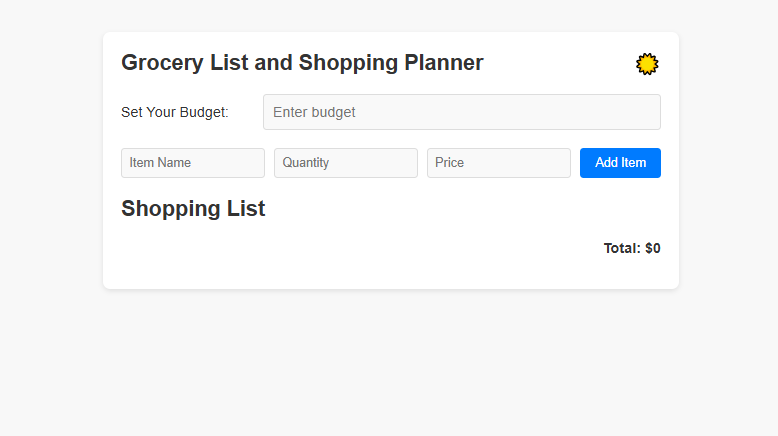 Grocery List and Shopping Planner
Set Your Budget: Enter budget
Item Name Quantity Price Add Item
Shopping List
Total: $0